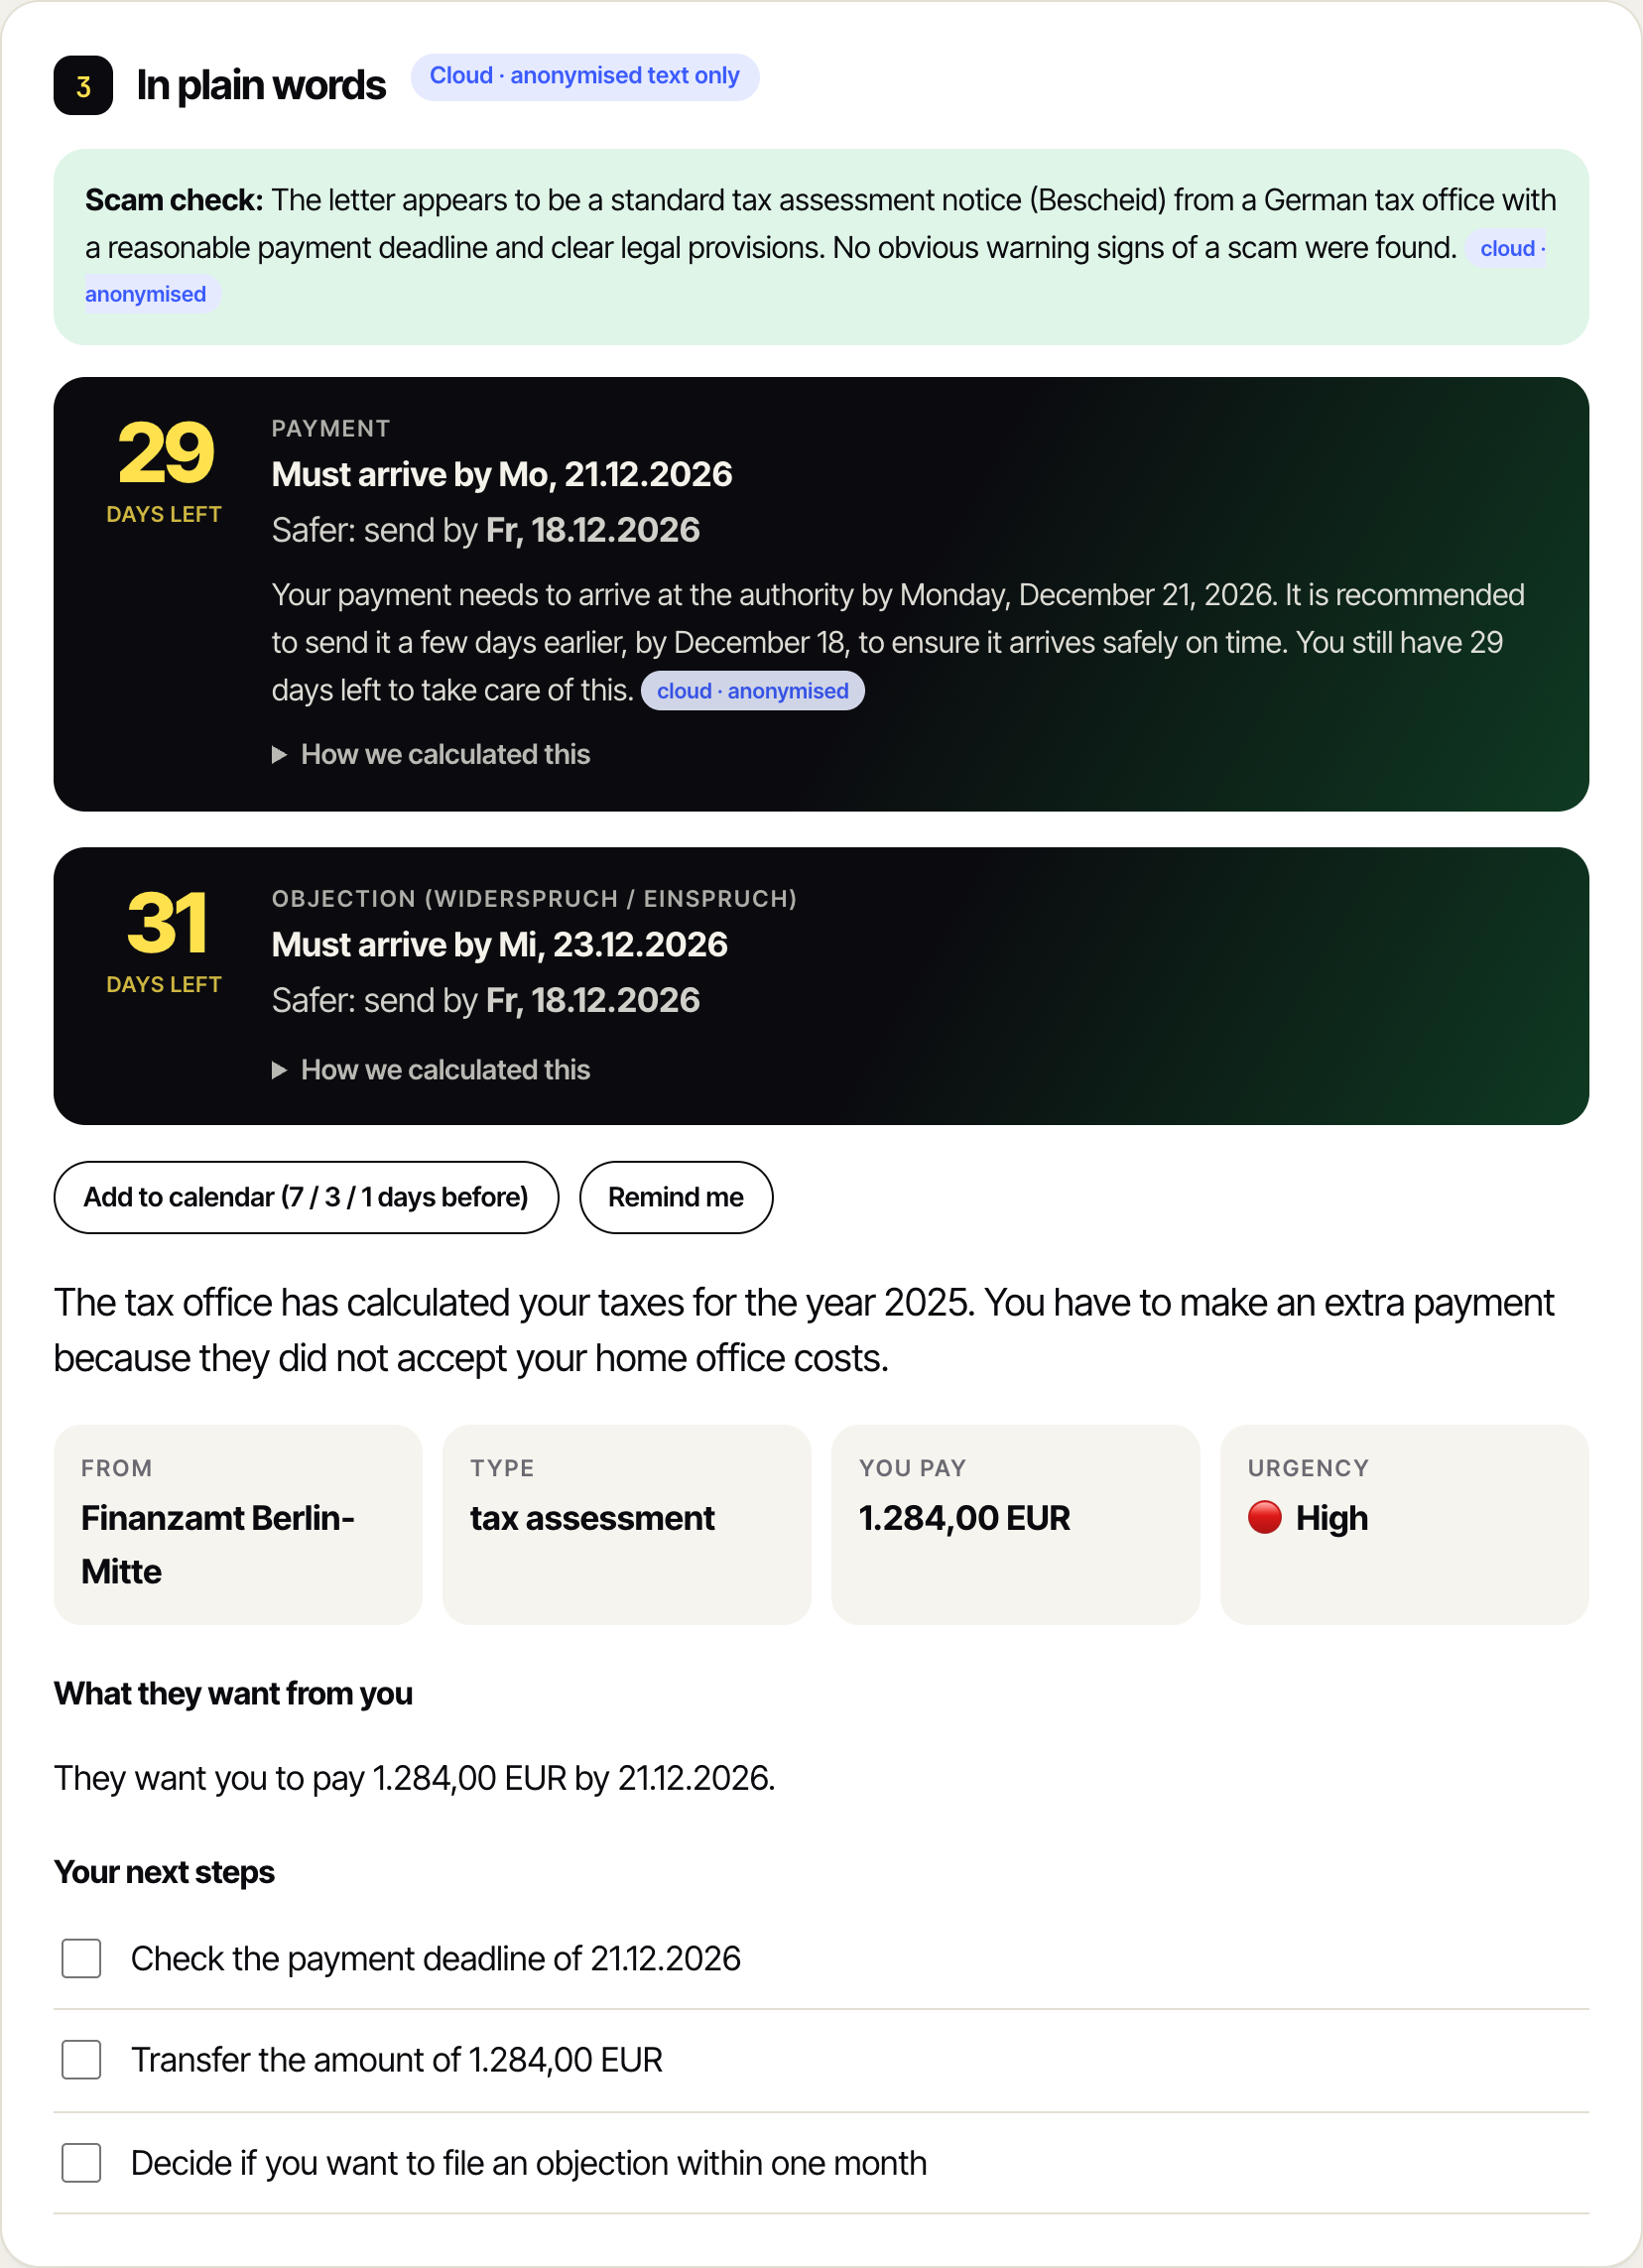 3 In plain words Cloud · anonymised text only
Scam check: The letter appears to be a standard tax assessment notice (Bescheid) from a German tax office with
a reasonable payment deadline and clear legal provisions. No obvious warning signs of a scam were found. cloud ·
anonymised
29
DAYS LEFT
PAYMENT
Must arrive by Mo, 21.12.2026
Safer: send by Fr, 18.12.2026
Your payment needs to arrive at the authority by Monday, December 21, 2026. It is recommended
to send it a few days earlier, by December 18, to ensure it arrives safely on time. You still have 29
days left to take care of this. cloud · anonymised
▶ How we calculated this
31
DAYS LEFT
OBJECTION (WIDERSPRUCH / EINSPRUCH)
Must arrive by Mi, 23.12.2026
Safer: send by Fr, 18.12.2026
▶ How we calculated this
Add to calendar (7 / 3 / 1 days before) Remind me
The tax office has calculated your taxes for the year 2025. You have to make an extra payment
because they did not accept your home office costs.
FROM
Finanzamt Berlin-
Mitte
TYPE
tax assessment
YOU PAY
1.284,00 EUR
URGENCY
High
What they want from you
They want you to pay 1.284,00 EUR by 21.12.2026.
Your next steps
Check the payment deadline of 21.12.2026
Transfer the amount of 1.284,00 EUR
Decide if you want to file an objection within one month